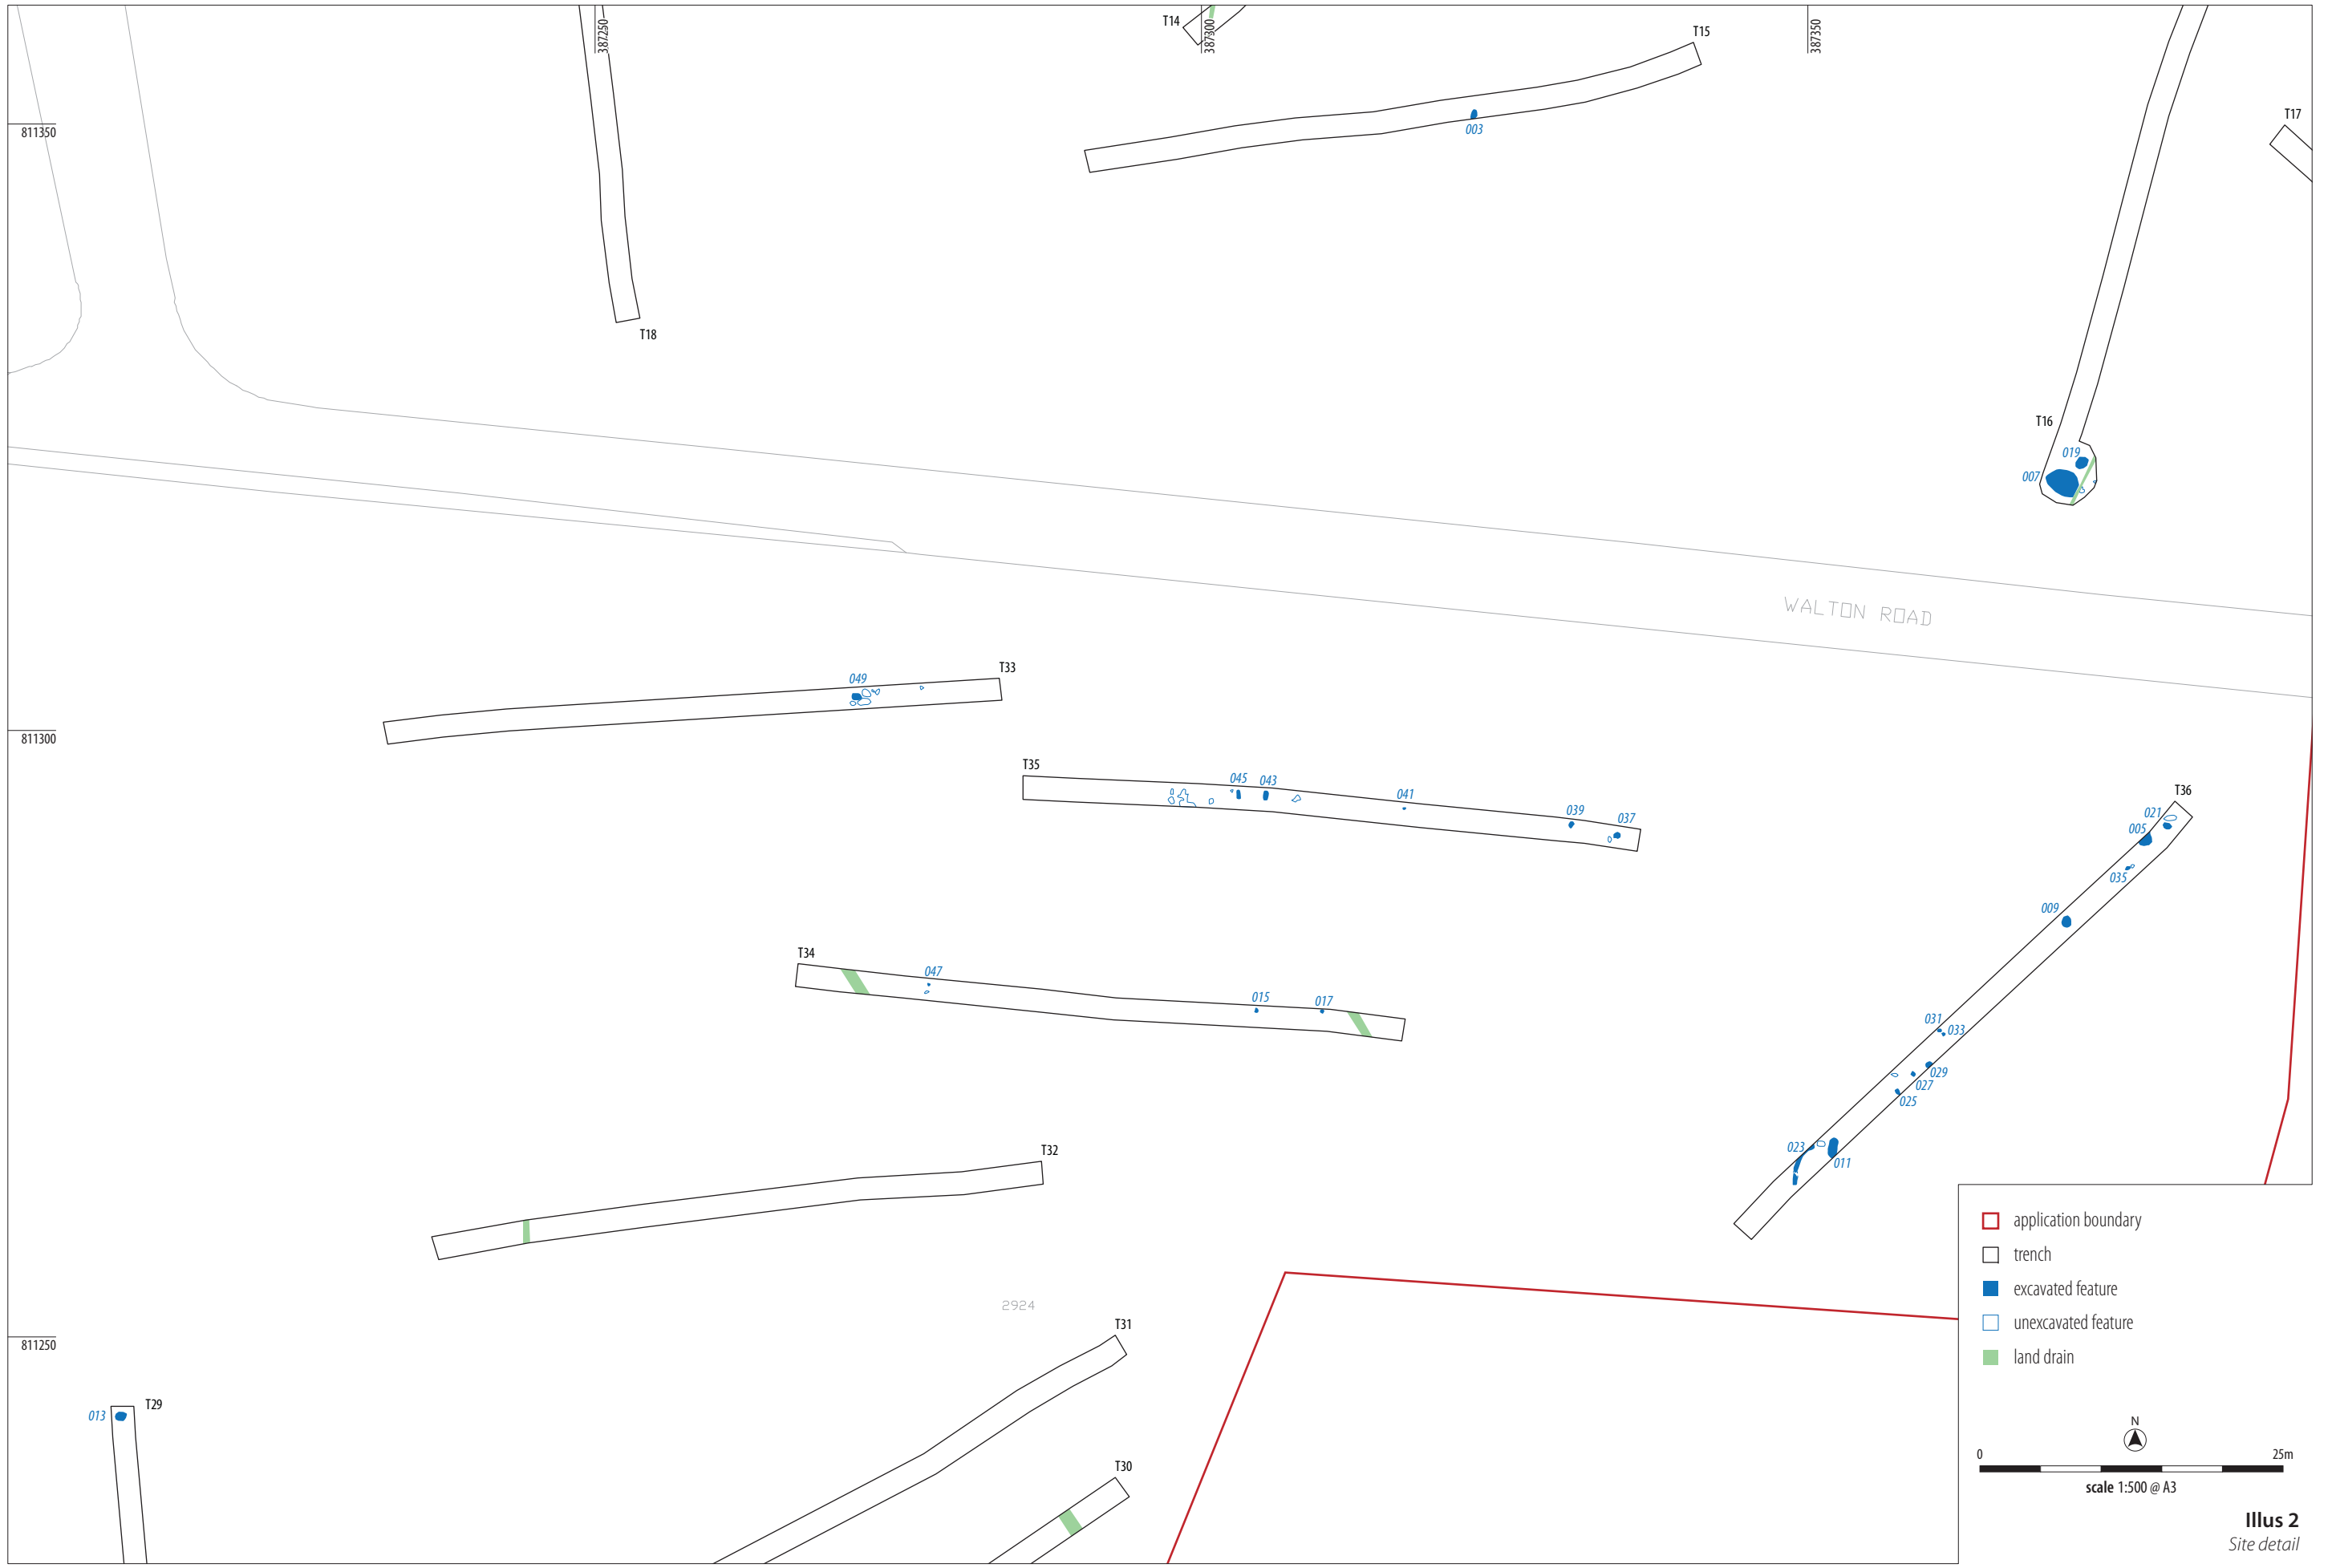 387250
T14
387300
T15
387350
811350
003
T17
T18
T16
019
007
WALTON ROAD
T33
049
811300
T35
045
043
041
039
037
T36
021
005
035
009
T34
047
015
017
031
033
029
027
025
023
011
T32
2924
T31
811250
T29
013
T30
application boundary
trench
excavated feature
unexcavated feature
land drain
N
0 25m
scale 1:500 @ A3
Illus 2
Site detail